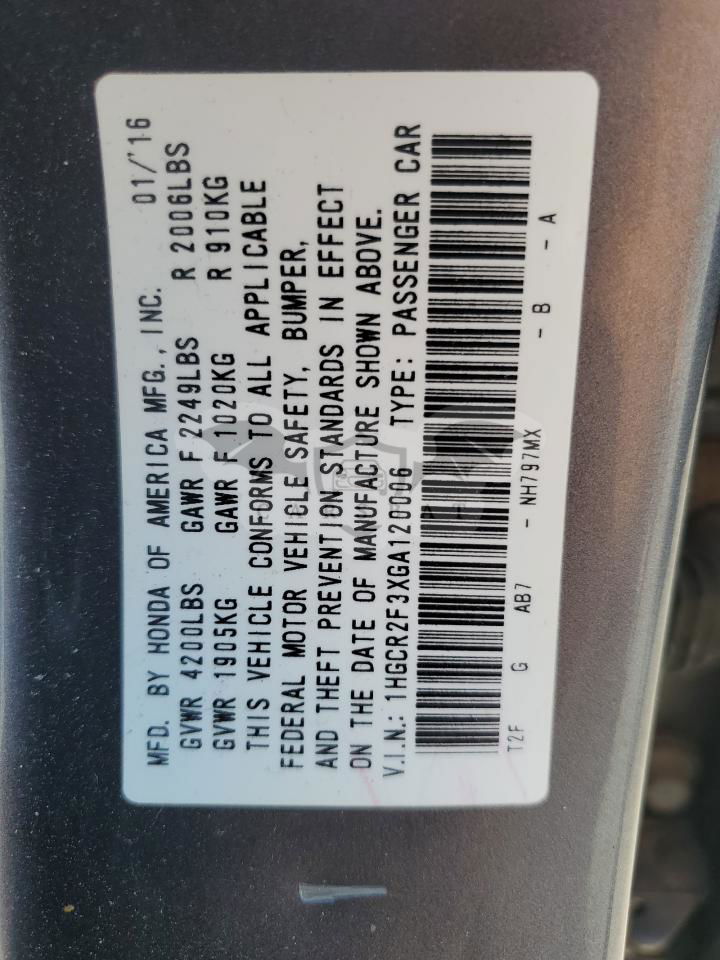 MFD. BY HONDA OF AMERICA MFG., INC. 01/'16
GVWR 4200LBS GAWR F 2249LBS R 2006LBS
GVWR 1905KG GAWR F 1020KG R 910KG
THIS VEHICLE CONFORMS TO ALL APPLICABLE
FEDERAL MOTOR VEHICLE SAFETY, BUMPER,
AND THEFT PREVENTION STANDARDS IN EFFECT
ON THE DATE OF MANUFACTURE SHOWN ABOVE.
V.I.N.: 1HGCR2F3XGA120006 TYPE: PASSENGER CAR
T2F G AB7 - NH797MX - B - A